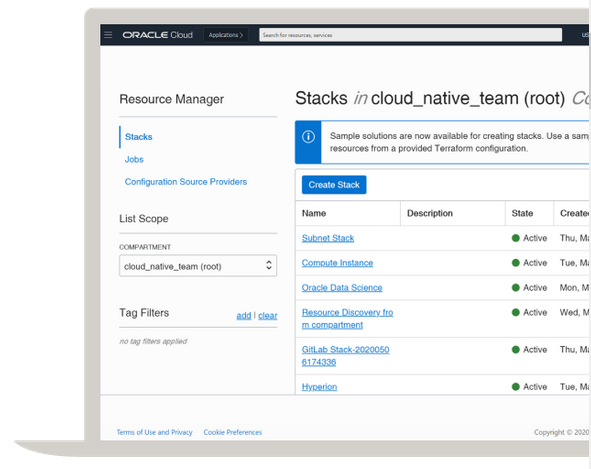 ORACLE Cloud
Applications >
Search for resources, services
US
Resource Manager
Stacks
Jobs
Configuration Source Providers
List Scope
COMPARTMENT
cloud_native_team (root)
Tag Filters
add | clear
no tag filters applied
Stacks in cloud_native_team (root) Co
Sample solutions are now available for creating stacks. Use a sam
resources from a provided Terraform configuration.
Create Stack
Name Description State Create
Subnet Stack Active Thu, Ma
Compute Instance Active Tue, Ma
Oracle Data Science Active Mon, M
Resource Discovery fro Active Wed, M
m compartment
GitLab Stack-2020050 Active Thu, Ma
6174336
Hyperion Active Tue, Ma
Terms of Use and Privacy Cookie Preferences
Copyright © 2020